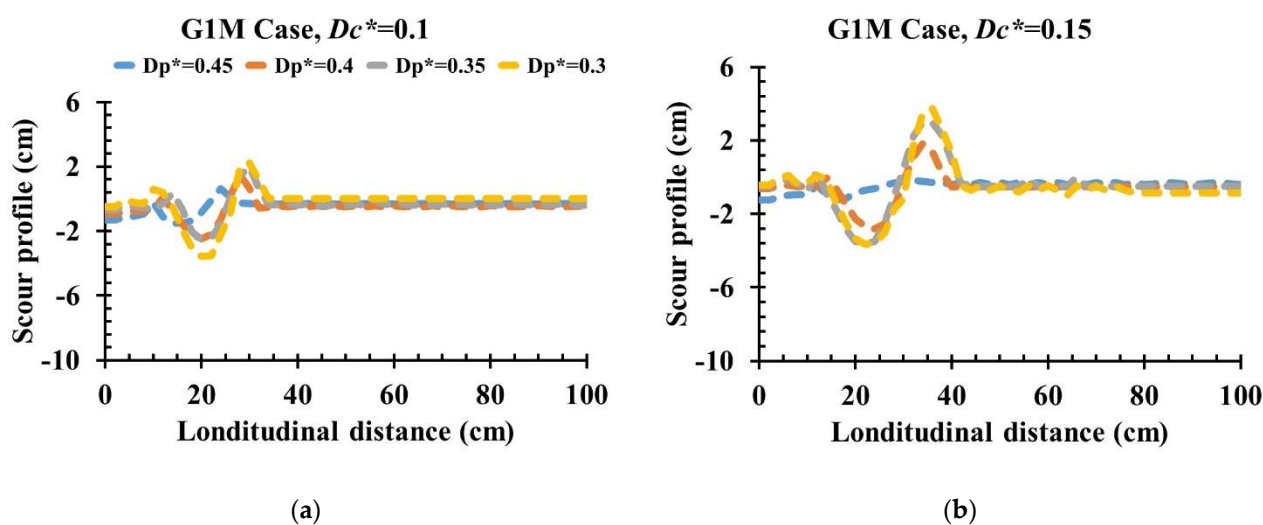 G1M Case, Dc*=0.1
Dp*=0.45 Dp*=0.4 Dp*=0.35 Dp*=0.3
Scour profile (cm)
6
2
-2
-6
-10
0 20 40 60 80 100
Londitudinal distance (cm)
(a)
G1M Case, Dc*=0.15
Scour profile (cm)
6
2
-2
-6
-10
0 20 40 60 80 100
Londitudinal distance (cm)
(b)